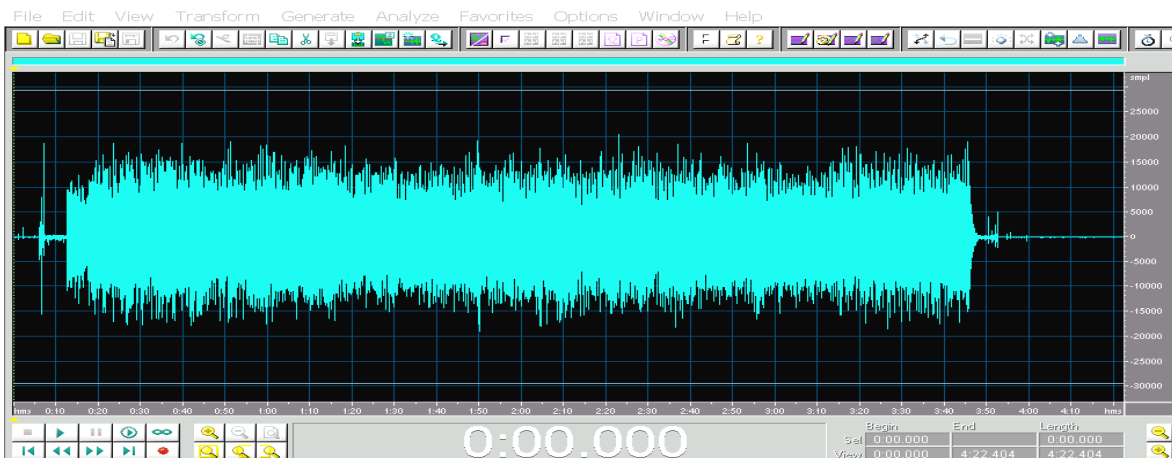 File Edit View Transform Generate Analyze Favorites Options Window Help
F F ?
smpl
25000
20000
15000
10000
5000
0
-5000
-10000
-15000
-20000
-25000
-30000
hms 0:10 0:20 0:30 0:40 0:50 1:00 1:10 1:20 1:30 1:40 1:50 2:00 2:10 2:20 2:30 2:40 2:50 3:00 3:10 3:20 3:30 3:40 3:50 4:00 4:10 hms
0:00.000
Begin End Length
Sel 0:00.000 0:00.000
View 0:00.000 4:22.404 4:22.404